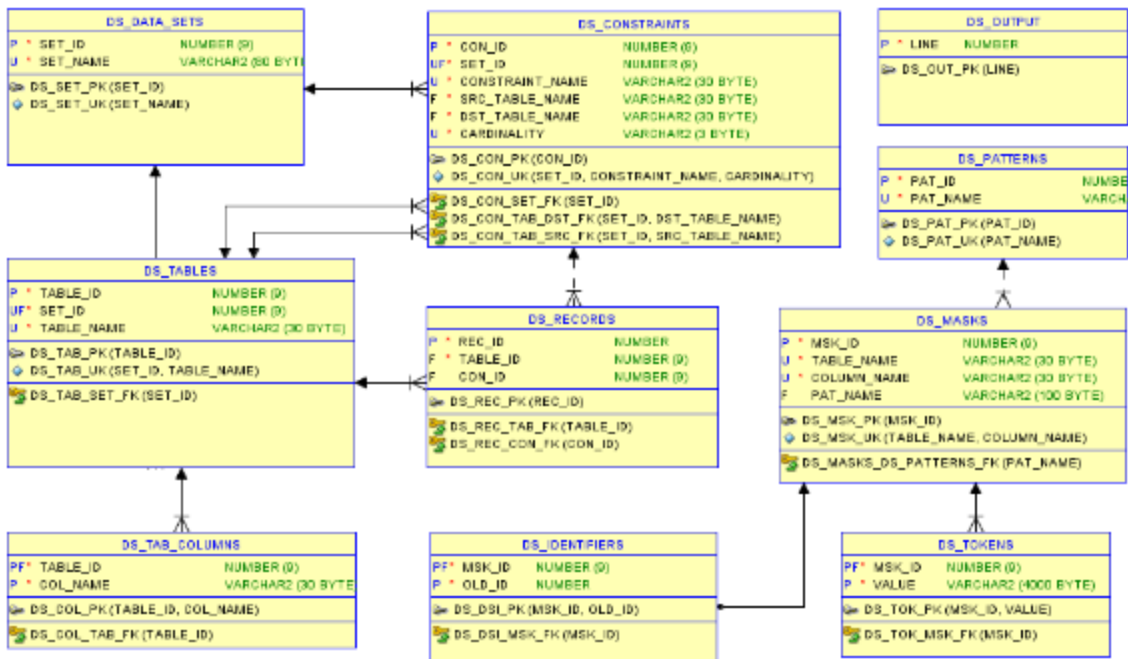 DS_DATA_SETS
P * SET_ID NUMBER (9)
U * SET_NAME VARCHAR2 (80 BYTE
DS_SET_PK (SET_ID)
DS_SET_UK (SET_NAME)
DS_CONSTRAINTS
P * CON_ID NUMBER (9)
UF* SET_ID NUMBER (9)
U * CONSTRAINT_NAME VARCHAR2 (30 BYTE)
F * SRC_TABLE_NAME VARCHAR2 (30 BYTE)
F * DST_TABLE_NAME VARCHAR2 (30 BYTE)
U * CARDINALITY VARCHAR2 (3 BYTE)
DS_CON_PK (CON_ID)
DS_CON_UK (SET_ID, CONSTRAINT_NAME, CARDINALITY)
DS_CON_SET_FK (SET_ID)
DS_CON_TAB_DST_FK (SET_ID, DST_TABLE_NAME)
DS_CON_TAB_SRC_FK (SET_ID, SRC_TABLE_NAME)
DS_OUTPUT
P * LINE NUMBER
DS_OUT_PK (LINE)
DS_PATTERNS
P * PAT_ID NUMBE
U * PAT_NAME VARCH
DS_PAT_PK (PAT_ID)
DS_PAT_UK (PAT_NAME)
DS_TABLES
P * TABLE_ID NUMBER (9)
UF* SET_ID NUMBER (9)
U * TABLE_NAME VARCHAR2 (30 BYTE)
DS_TAB_PK (TABLE_ID)
DS_TAB_UK (SET_ID, TABLE_NAME)
DS_TAB_SET_FK (SET_ID)
DS_RECORDS
P * REC_ID NUMBER
F * TABLE_ID NUMBER (9)
F CON_ID NUMBER (9)
DS_REC_PK (REC_ID)
DS_REC_TAB_FK (TABLE_ID)
DS_REC_CON_FK (CON_ID)
DS_MASKS
P * MSK_ID NUMBER (9)
U * TABLE_NAME VARCHAR2 (30 BYTE)
U * COLUMN_NAME VARCHAR2 (30 BYTE)
F PAT_NAME VARCHAR2 (100 BYTE)
DS_MSK_PK (MSK_ID)
DS_MSK_UK (TABLE_NAME, COLUMN_NAME)
DS_MASKS_DS_PATTERNS_FK (PAT_NAME)
DS_TAB_COLUMNS
PF* TABLE_ID NUMBER (9)
P * COL_NAME VARCHAR2 (30 BYTE
DS_COL_PK (TABLE_ID, COL_NAME)
DS_COL_TAB_FK (TABLE_ID)
DS_IDENTIFIERS
PF* MSK_ID NUMBER (9)
P * OLD_ID NUMBER
DS_DSI_PK (MSK_ID, OLD_ID)
DS_DSI_MSK_FK (MSK_ID)
DS_TOKENS
PF* MSK_ID NUMBER (9)
P * VALUE VARCHAR2 (4000 BYTE)
DS_TOK_PK (MSK_ID, VALUE)
DS_TOK_MSK_FK (MSK_ID)